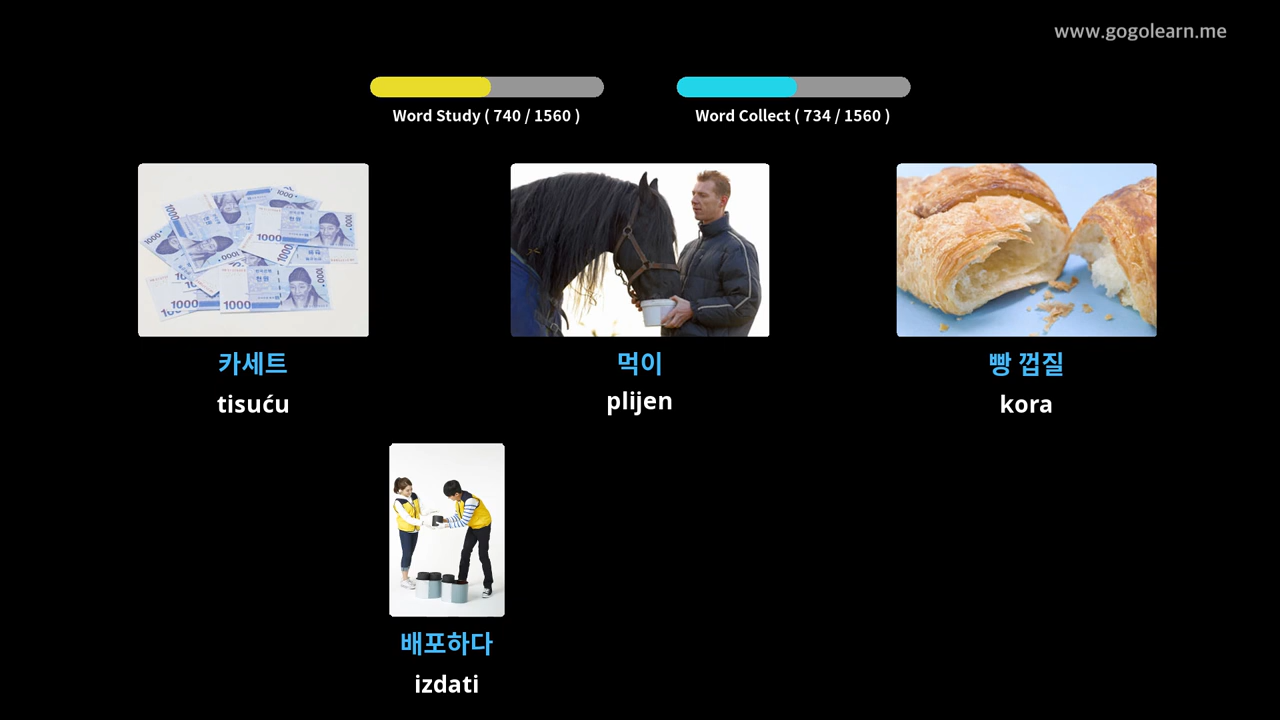 www.gogolearn.me
Word Study ( 740 / 1560 )
Word Collect ( 734 / 1560 )
카세트
tisuću
먹이
plijen
빵 껍질
kora
배포하다
izdati